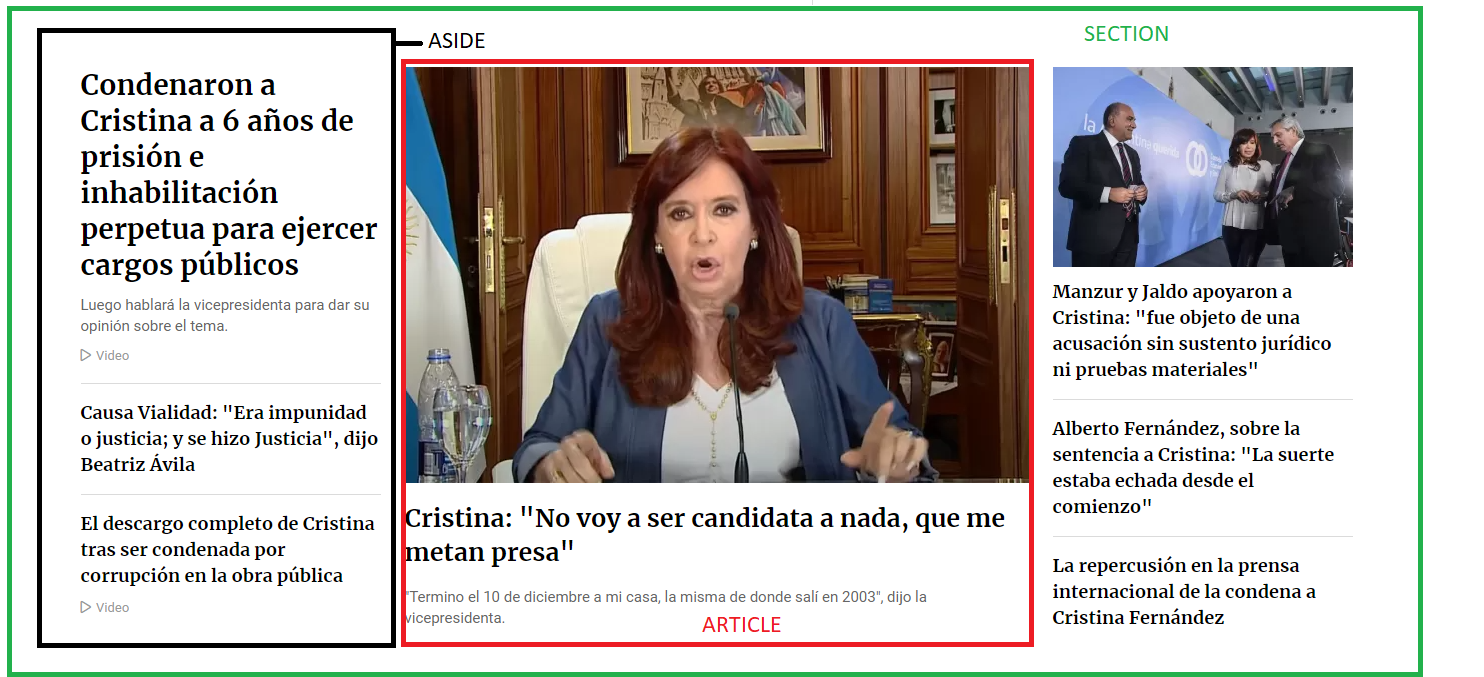 ASIDE
SECTION
Condenaron a
Cristina a 6 años de
prisión e
inhabilitación
perpetua para ejercer
cargos públicos
Luego hablará la vicepresidenta para dar su
opinión sobre el tema.
Video
Causa Vialidad: "Era impunidad
o justicia; y se hizo Justicia", dijo
Beatriz Ávila
El descargo completo de Cristina
tras ser condenada por
corrupción en la obra pública
Video
Cristina: "No voy a ser candidata a nada, que me
metan presa"
"Termino el 10 de diciembre a mi casa, la misma de donde salí en 2003", dijo la
vicepresidenta.
ARTICLE
la
querida
Manzur y Jaldo apoyaron a
Cristina: "fue objeto de una
acusación sin sustento jurídico
ni pruebas materiales"
Alberto Fernández, sobre la
sentencia a Cristina: "La suerte
estaba echada desde el
comienzo"
La repercusión en la prensa
internacional de la condena a
Cristina Fernández